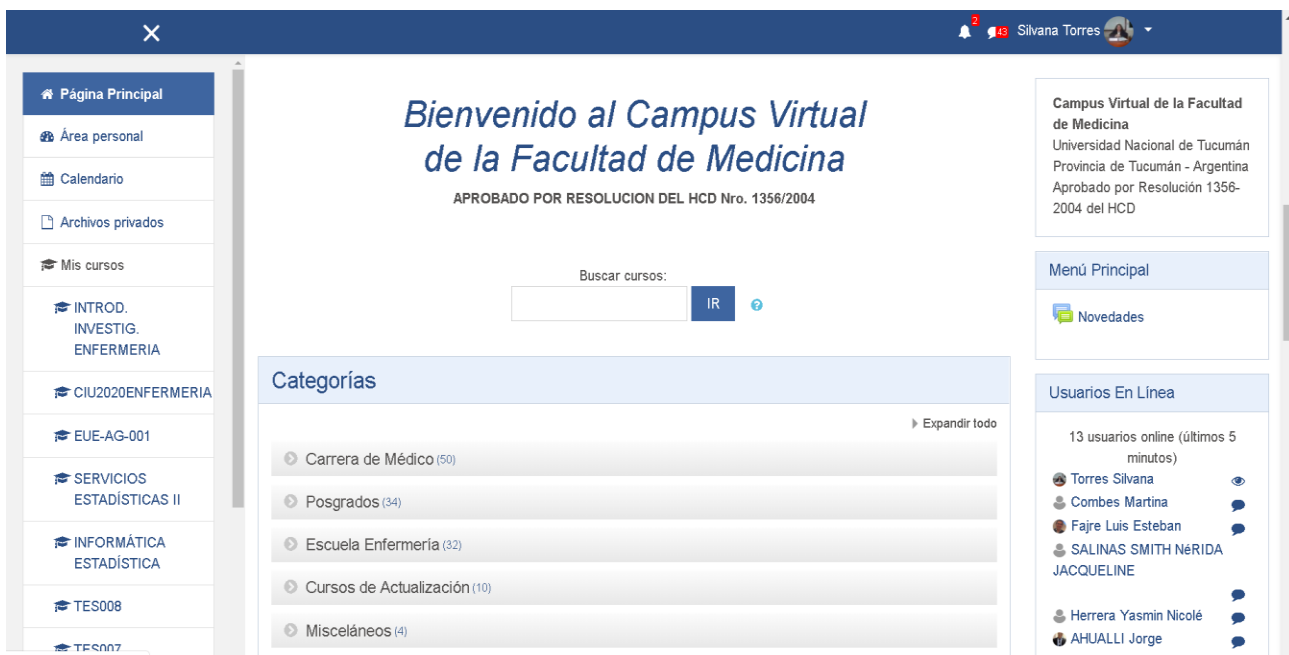 2
43
Silvana Torres
Página Principal
Área personal
Calendario
Archivos privados
Mis cursos
INTROD.
INVESTIG.
ENFERMERIA
CIU2020ENFERMERIA
EUE-AG-001
SERVICIOS
ESTADÍSTICAS II
INFORMÁTICA
ESTADÍSTICA
TES008
TES007
Bienvenido al Campus Virtual
de la Facultad de Medicina
APROBADO POR RESOLUCION DEL HCD Nro. 1356/2004
Buscar cursos:
IR
Categorías
Expandir todo
Carrera de Médico (50)
Posgrados (34)
Escuela Enfermería (32)
Cursos de Actualización (10)
Misceláneos (4)
Campus Virtual de la Facultad
de Medicina
Universidad Nacional de Tucumán
Provincia de Tucumán - Argentina
Aprobado por Resolución 1356-
2004 del HCD
Menú Principal
Novedades
Usuarios En Línea
13 usuarios online (últimos 5
minutos)
Torres Silvana
Combes Martina
Fajre Luis Esteban
SALINAS SMITH NéRIDA
JACQUELINE
Herrera Yasmin Nicolé
AHUALLI Jorge